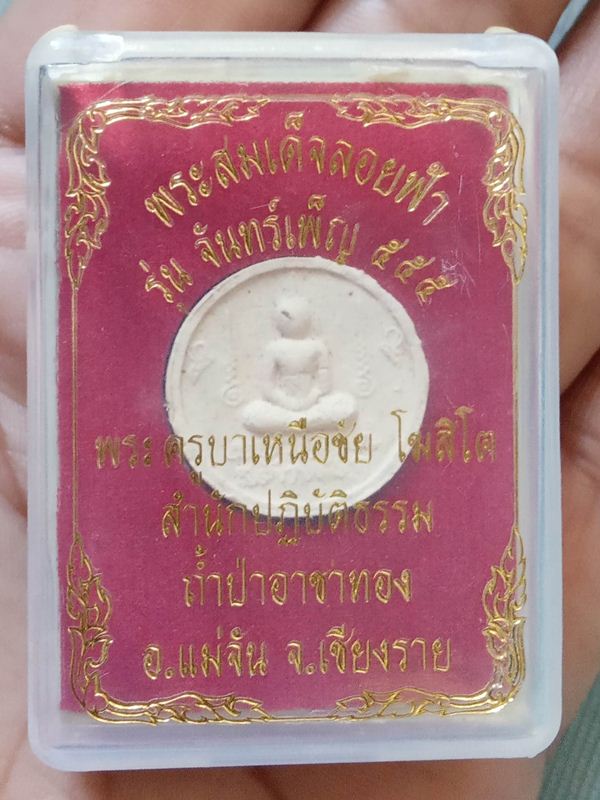 พระสมเด็จลอยฟ้า
รุ่น จันทร์เพ็ญ ๕๕๕
พระครูบาเหนือชัย โฆสิโต
สำนักปฏิบัติธรรม
ถ้ำป่าอาชาทอง
อ.แม่จัน จ.เชียงราย